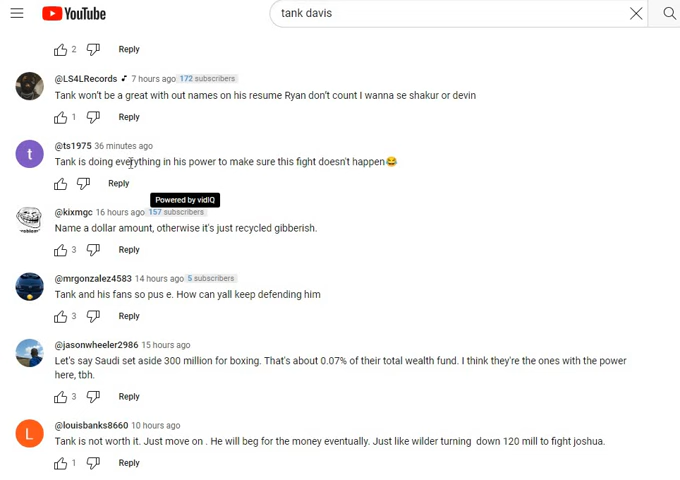 YouTube
tank davis
2
Reply
@LS4LRecords 7 hours ago 172 subscribers
Tank won't be a great with out names on his resume Ryan don't count I wanna se shakur or devin
1
Reply
@ts1975 36 minutes ago
Tank is doing everything in his power to make sure this fight doesn't happen😂
Reply
Powered by vidIQ
@kixmgc 16 hours ago 157 subscribers
Name a dollar amount, otherwise it's just recycled gibberish.
3
Reply
@mrgonzalez4583 14 hours ago 5 subscribers
Tank and his fans so pus e. How can yall keep defending him
3
Reply
@jasonwheeler2986 15 hours ago
Let's say Saudi set aside 300 million for boxing. That's about 0.07% of their total wealth fund. I think they're the ones with the power
here, tbh.
3
Reply
@louisbanks8660 10 hours ago
Tank is not worth it. Just move on . He will beg for the money eventually. Just like wilder turning down 120 mill to fight joshua.
1
Reply